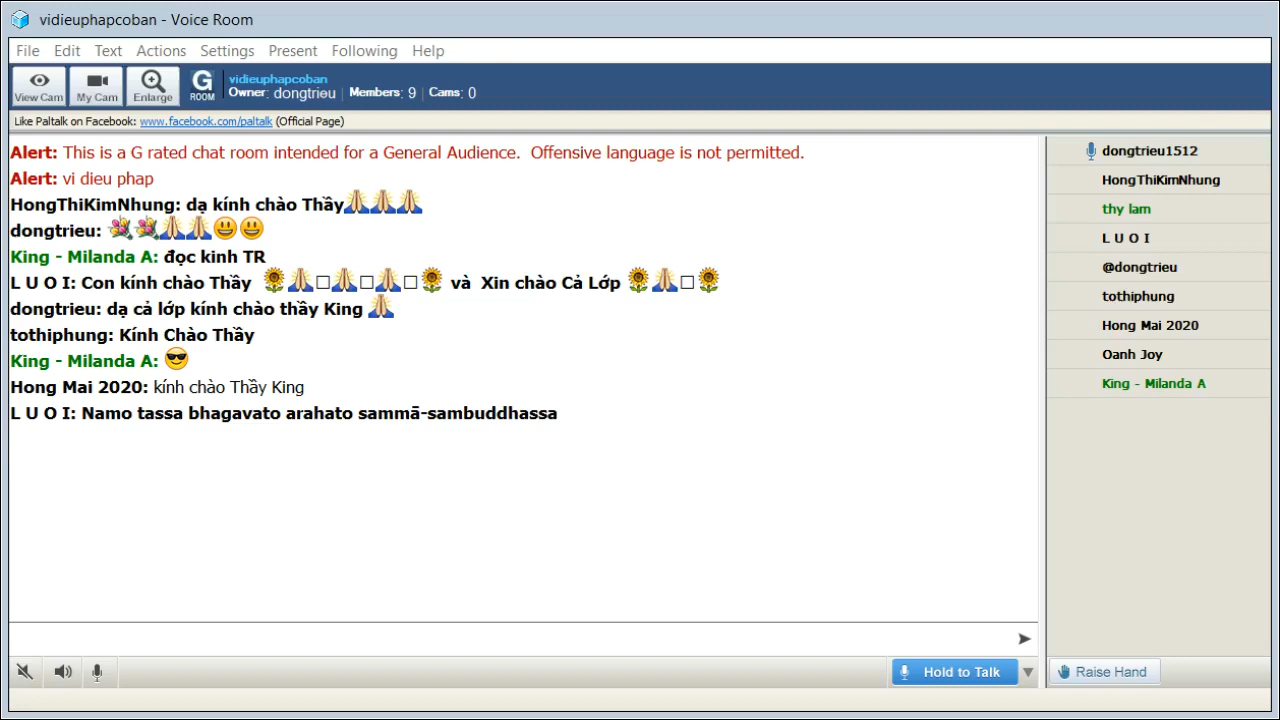 vidieuphapcoban - Voice Room
File Edit Text Actions Settings Present Following Help
View Cam My Cam Enlarge G ROOM
vidieuphapcoban
Owner: dongtrieu | Members: 9 | Cams: 0
Like Paltalk on Facebook: www.facebook.com/paltalk (Official Page)
Alert: This is a G rated chat room intended for a General Audience. Offensive language is not permitted.
Alert: vi dieu phap
HongThiKimNhung: dạ kính chào Thầy🙏🙏🙏
dongtrieu: 💐💐🙏🙏😃😃
King - Milanda A: đọc kinh TR
L U O I: Con kính chào Thầy 🌻🙏□🙏□🙏□🌻 và Xin chào Cả Lớp 🌻🙏□🌻
dongtrieu: dạ cả lớp kính chào thầy King 🙏
tothiphung: Kính Chào Thầy
King - Milanda A: 😎
Hong Mai 2020: kính chào Thầy King
L U O I: Namo tassa bhagavato arahato sammā-sambuddhassa
dongtrieu1512
HongThiKimNhung
thy lam
L U O I
@dongtrieu
tothiphung
Hong Mai 2020
Oanh Joy
King - Milanda A
Hold to Talk
Raise Hand